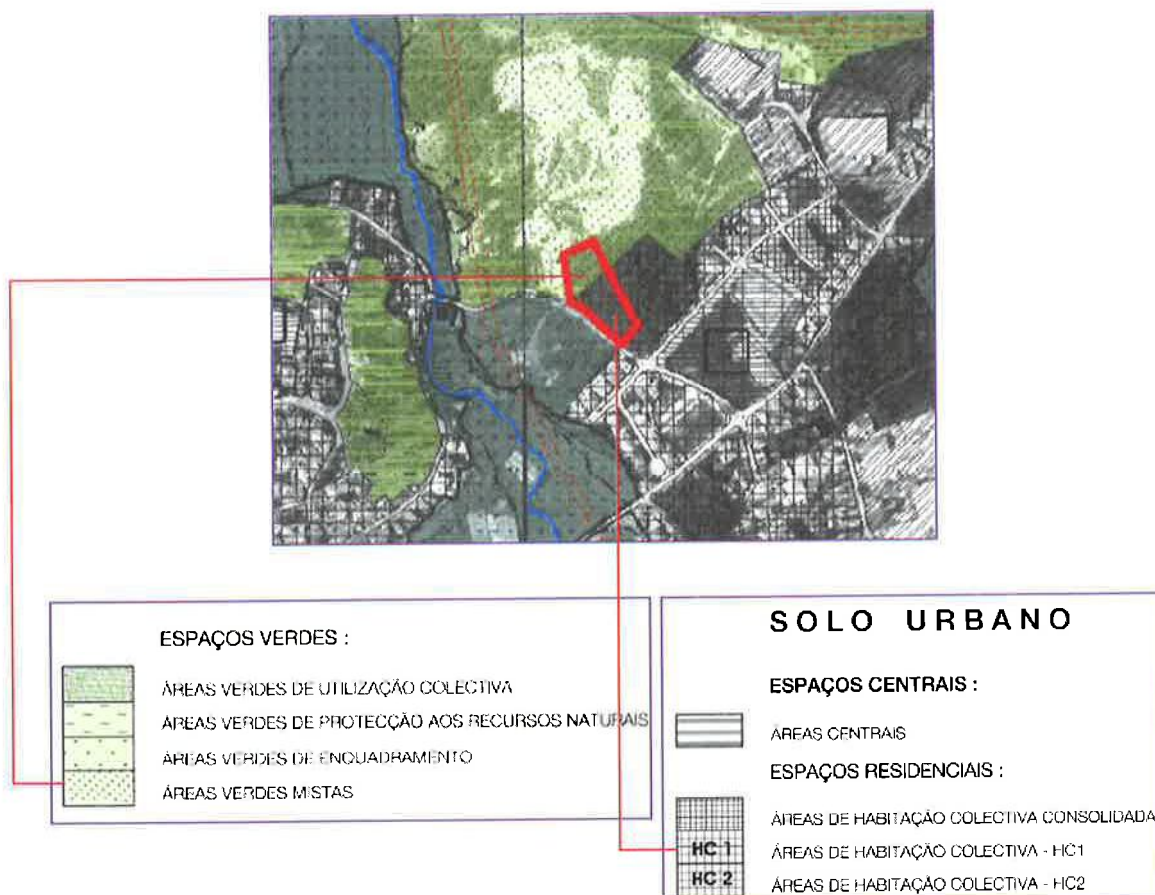 HC
ESPAÇOS VERDES :
ÁREAS VERDES DE UTILIZAÇÃO COLECTIVA
ÁREAS VERDES DE PROTECÇÃO AOS RECURSOS NATURAIS
ÁREAS VERDES DE ENQUADRAMENTO
ÁREAS VERDES MISTAS
SOLO URBANO
ESPAÇOS CENTRAIS :
ÁREAS CENTRAIS
ESPAÇOS RESIDENCIAIS :
ÁREAS DE HABITAÇÃO COLECTIVA CONSOLIDADA
HC 1 ÁREAS DE HABITAÇÃO COLECTIVA - HC1
HC 2 ÁREAS DE HABITAÇÃO COLECTIVA - HC2